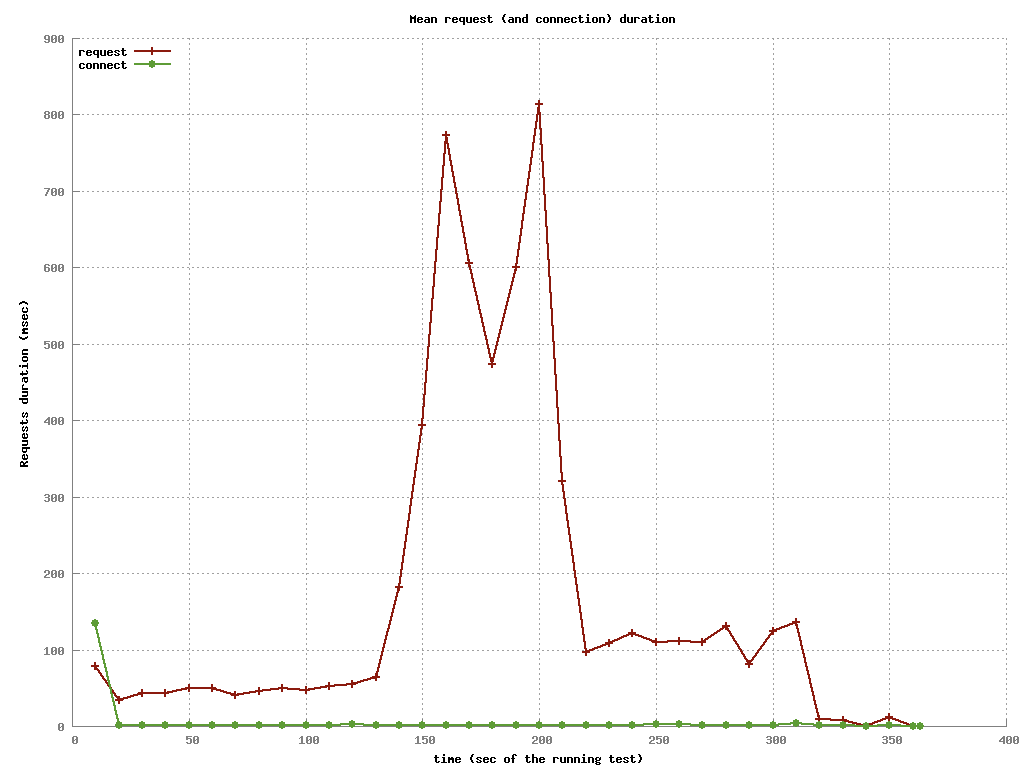 Mean request (and connection) duration
900
request
connect
800
700
600
500
400
300
200
100
0
Requests duration (msec)
0 50 100 150 200 250 300 350 400
time (sec of the running test)